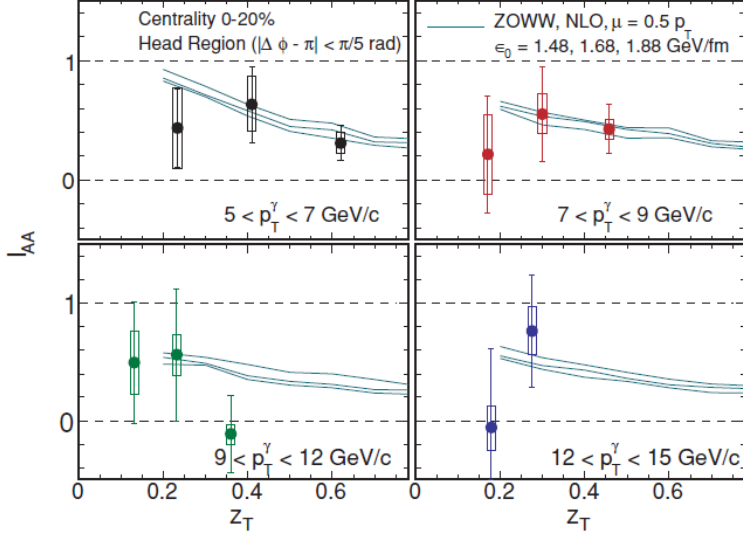 Centrality 0-20%
Head Region (|Δ ϕ - π| < π/5 rad)
ZOWW, NLO, μ = 0.5 p_T
ϵ_0 = 1.48, 1.68, 1.88 GeV/fm
1
0
5 < p_T^γ < 7 GeV/c
7 < p_T^γ < 9 GeV/c
I_AA
1
0
9 < p_T^γ < 12 GeV/c
12 < p_T^γ < 15 GeV/c
0 0.2 0.4 0.6 0 0.2 0.4 0.6
z_T z_T